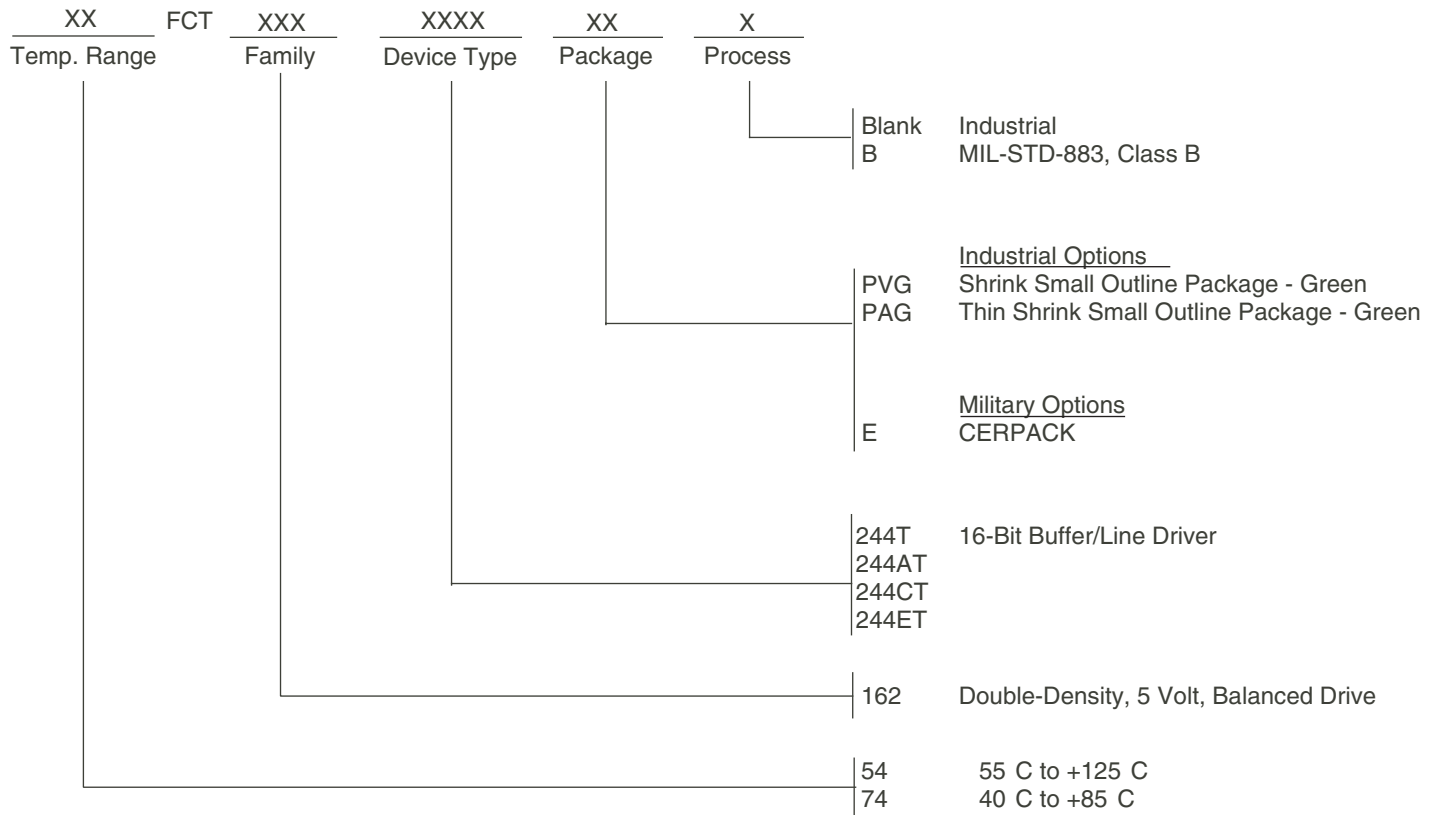 XX FCT XXX XXXX XX X
Temp. Range Family Device Type Package Process
Blank Industrial
B MIL-STD-883, Class B
Industrial Options
PVG Shrink Small Outline Package - Green
PAG Thin Shrink Small Outline Package - Green
Military Options
E CERPACK
244T 16-Bit Buffer/Line Driver
244AT
244CT
244ET
162 Double-Density, 5 Volt, Balanced Drive
54 55 C to +125 C
74 40 C to +85 C